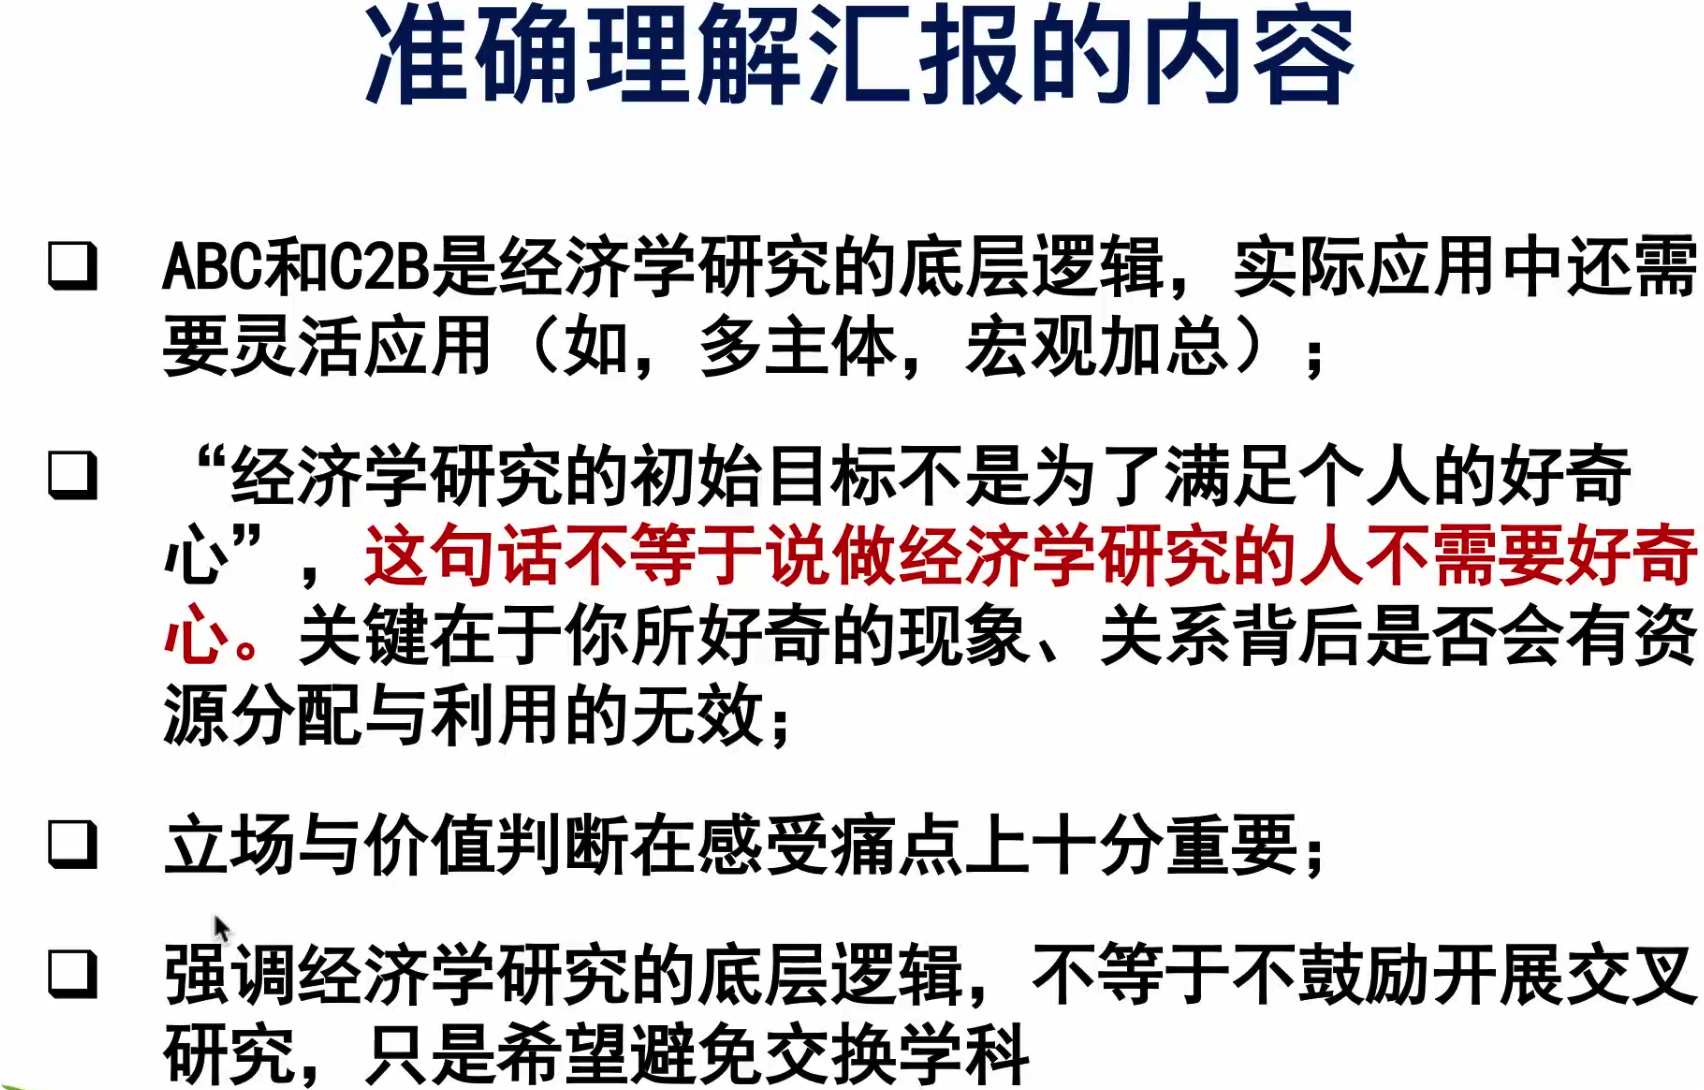 准确理解汇报的内容
ABC和C2B是经济学研究的底层逻辑，实际应用中还需
要灵活应用（如，多主体，宏观加总）；
“经济学研究的初始目标不是为了满足个人的好奇
心”，这句话不等于说做经济学研究的人不需要好奇
心。关键在于你所好奇的现象、关系背后是否会有资
源分配与利用的无效；
立场与价值判断在感受痛点上十分重要；
强调经济学研究的底层逻辑，不等于不鼓励开展交叉
研究，只是希望避免交换学科